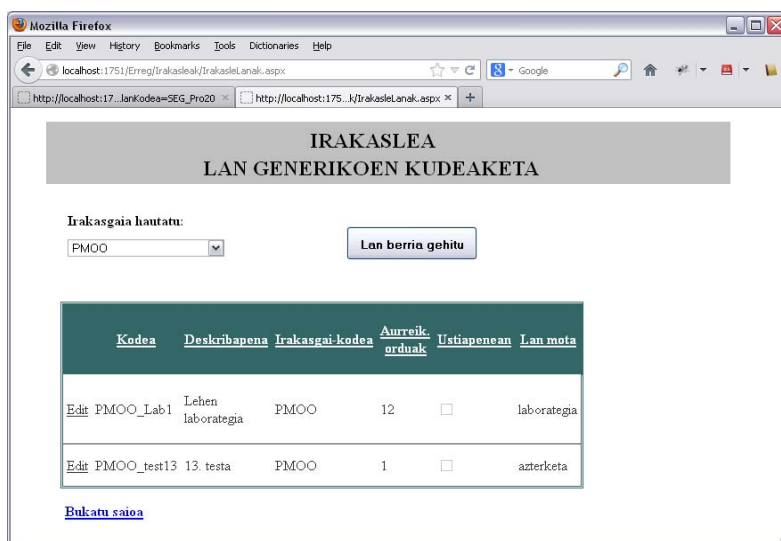 Mozilla Firefox
File Edit View History Bookmarks Tools Dictionaries Help
localhost:1751/Erreg/Irakasleak/IrakasleLanak.aspx
Google
http://localhost:17...lanKodea=SEG_Pro20
http://localhost:175...k/IrakasleLanak.aspx
IRAKASLEA
LAN GENERIKOEN KUDEAKETA
Irakasgaia hautatu:
PMOO
Lan berria gehitu
Kodea Deskribapena Irakasgai-kodea Aurreik. orduak Ustiapenean Lan mota
Edit PMOO_Lab1 Lehen laborategia PMOO 12 laborategia
Edit PMOO_test13 13. testa PMOO 1 azterketa
Bukatu saioa